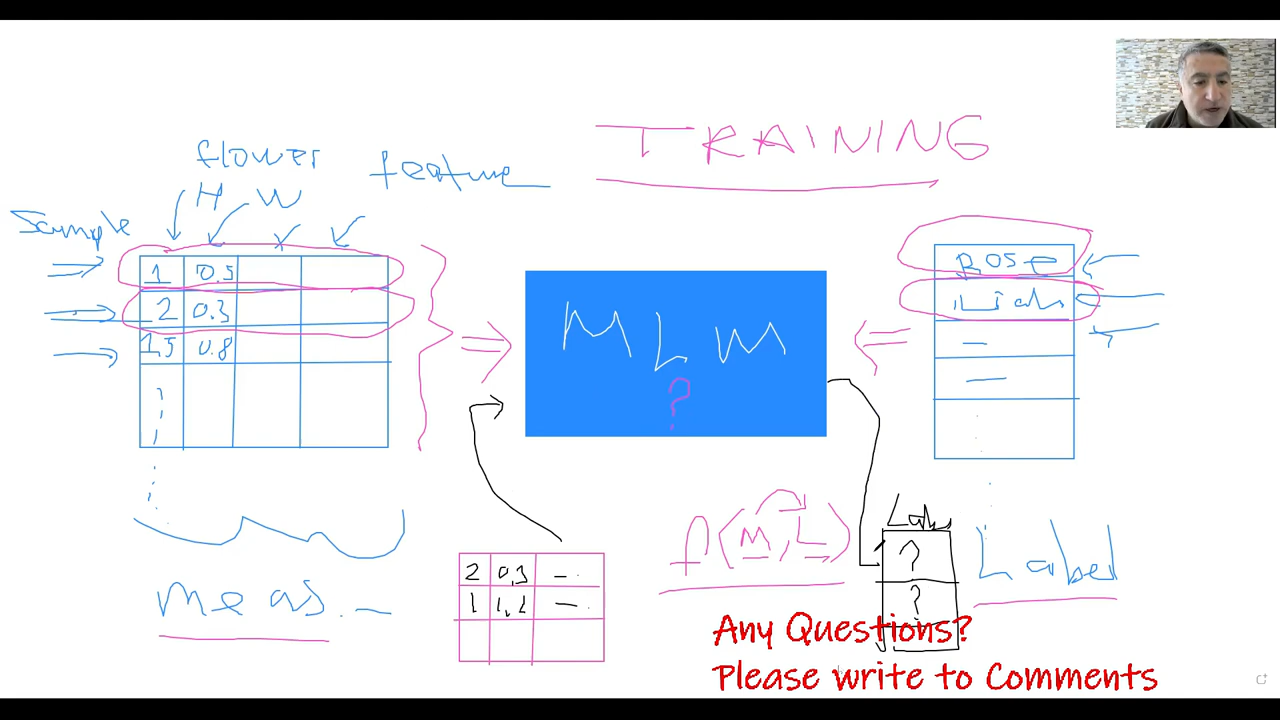 TRAINING
flower
feature
H W
Sample
1 0.5
2 0.3
1,5 0.8
MLM
?
ROSE
—
—
f(M, L)
meas. —
2 0,3 —
1 1,2 —
Label
?
?
Label
Any Questions?
Please write to Comments